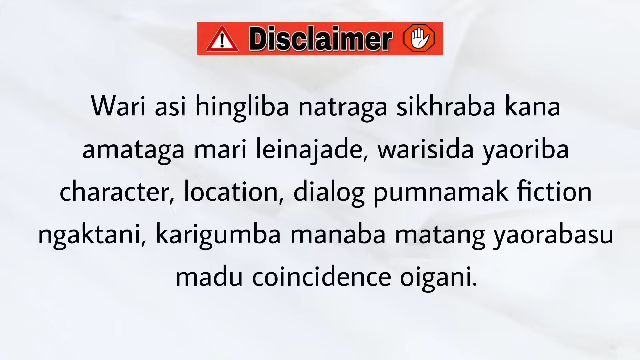 Disclaimer
Wari asi hingliba natraga sikhraba kana
amataga mari leinajade, warisida yaoriba
character, location, dialog pumnamak fiction
ngaktani, karigumba manaba matang yaorabasu
madu coincidence oigani.